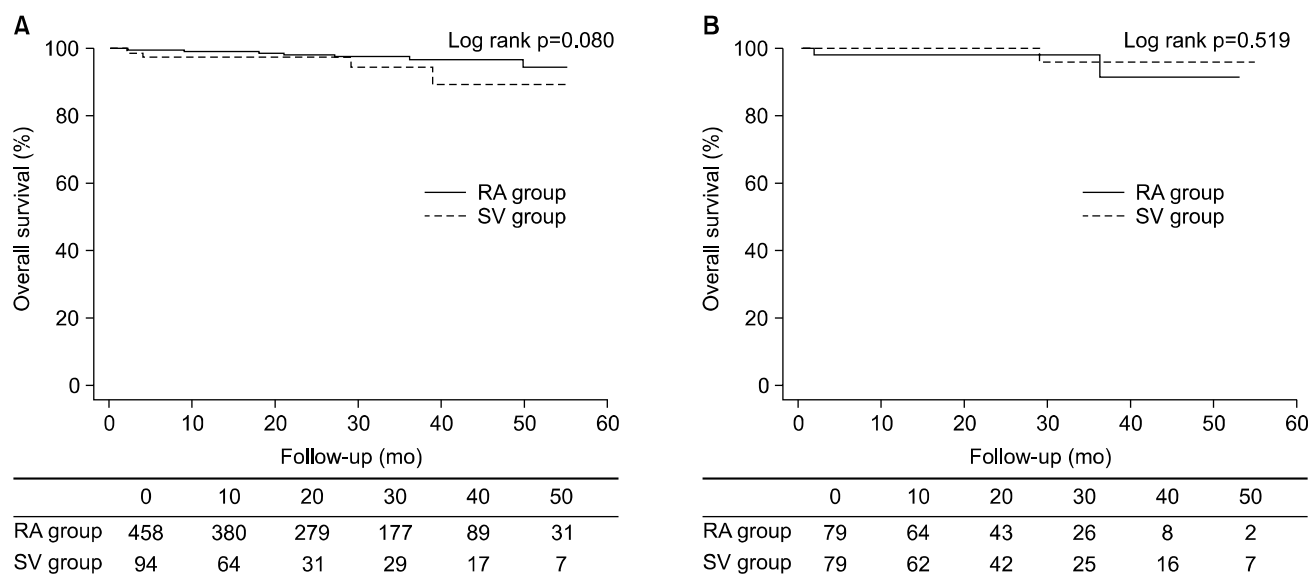 A
Log rank p=0.080
100
80
60
40
20
0
Overall survival (%)
RA group
SV group
0 10 20 30 40 50 60
Follow-up (mo)
0 10 20 30 40 50
RA group 458 380 279 177 89 31
SV group 94 64 31 29 17 7
B
Log rank p=0.519
100
80
60
40
20
0
Overall survival (%)
RA group
SV group
0 10 20 30 40 50 60
Follow-up (mo)
0 10 20 30 40 50
RA group 79 64 43 26 8 2
SV group 79 62 42 25 16 7